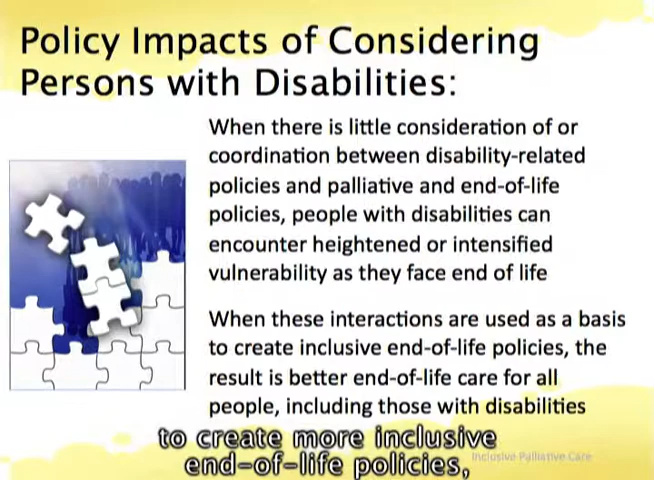 Policy Impacts of Considering
Persons with Disabilities:
When there is little consideration of or
coordination between disability-related
policies and palliative and end-of-life
policies, people with disabilities can
encounter heightened or intensified
vulnerability as they face end of life
When these interactions are used as a basis
to create inclusive end-of-life policies, the
result is better end-of-life care for all
people, including those with disabilities
to create more inclusive
end-of-life policies,
Inclusive Palliative Care